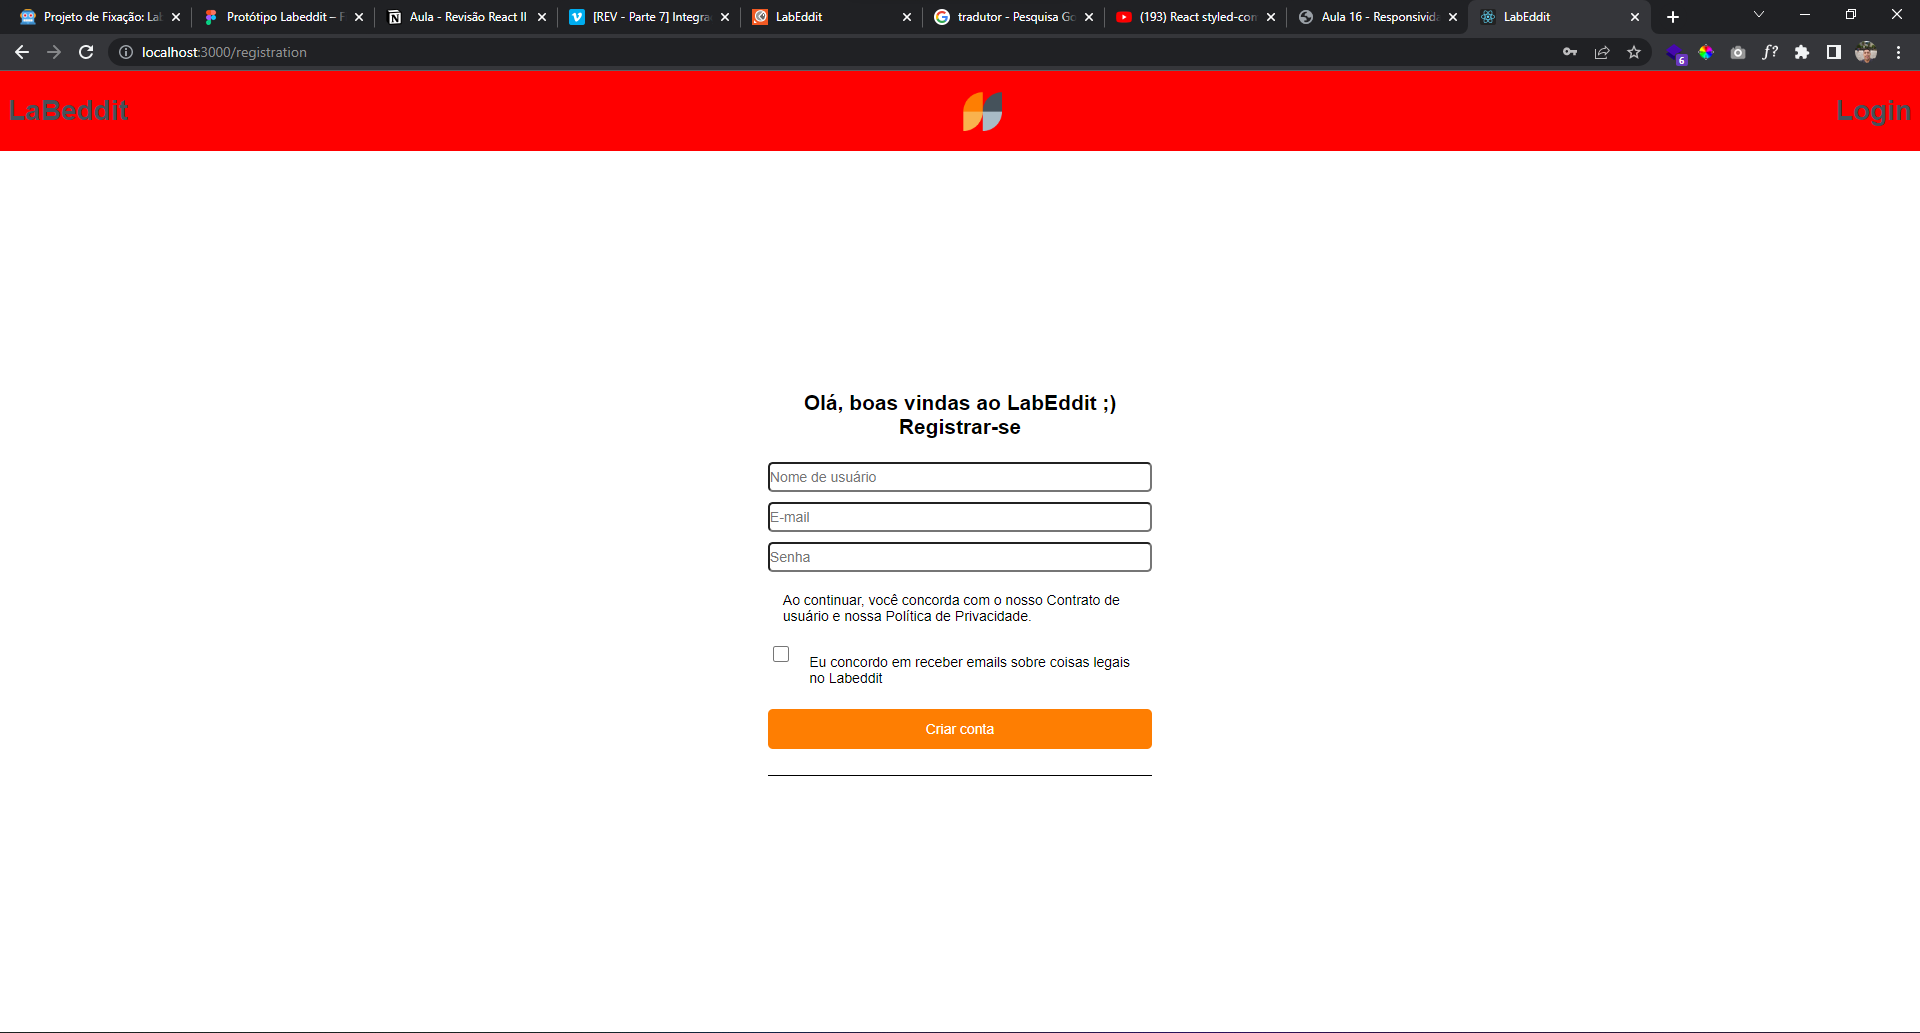 Projeto de Fixação: Lal
Protótipo Labeddit – F
Aula - Revisão React II
[REV - Parte 7] Integra
LabEddit
tradutor - Pesquisa Go
(193) React styled-con
Aula 16 - Responsivid
LabEddit
localhost:3000/registration
f?
6
LaBeddit
Login
Olá, boas vindas ao LabEddit ;)
Registrar-se
Nome de usuário
E-mail
Senha
Ao continuar, você concorda com o nosso Contrato de
usuário e nossa Política de Privacidade.
Eu concordo em receber emails sobre coisas legais
no Labeddit
Criar conta